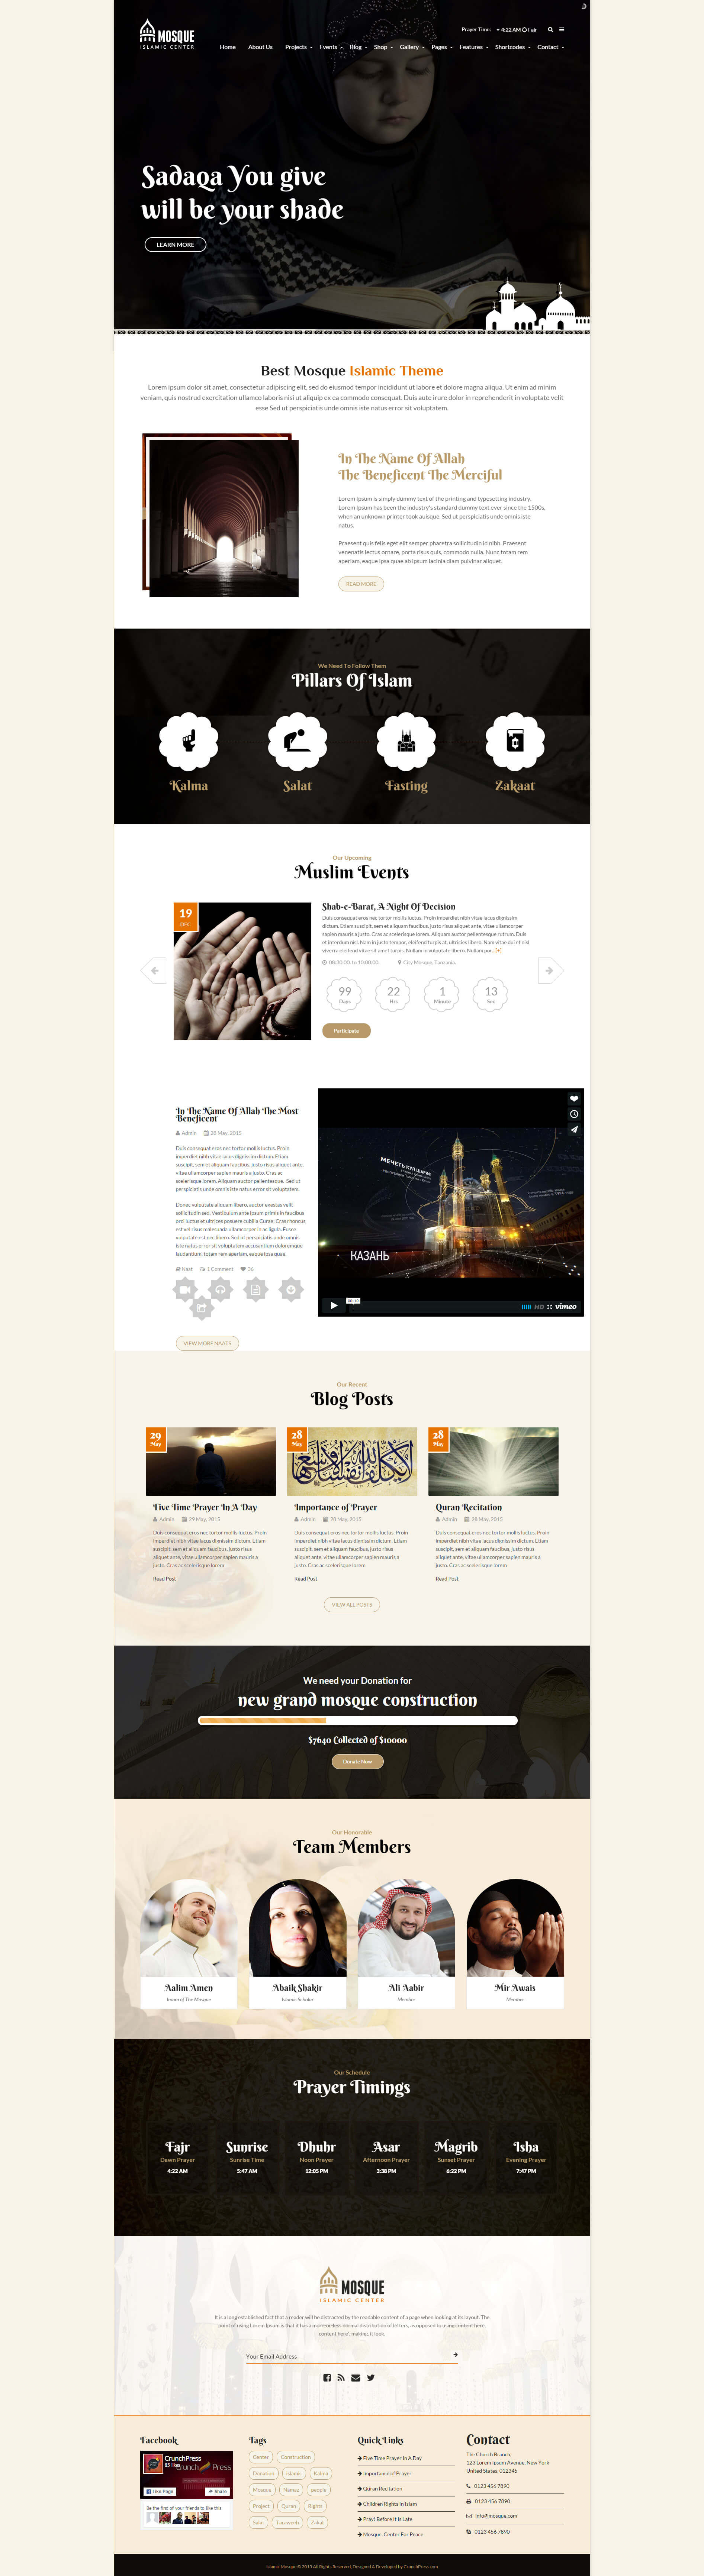 MOSQUE
ISLAMIC CENTER
Prayer Time: 4:22 AM Fajr
Home About Us Projects Events Blog Shop Gallery Pages Features Shortcodes Contact
Sadaqa You give
will be your shade
LEARN MORE
Best Mosque Islamic Theme
Lorem ipsum dolor sit amet, consectetur adipiscing elit, sed do eiusmod tempor incididunt ut labore et dolore magna aliqua. Ut enim ad minim
veniam, quis nostrud exercitation ullamco laboris nisi ut aliquip ex ea commodo consequat. Duis aute irure dolor in reprehenderit in voluptate velit
esse Sed ut perspiciatis unde omnis iste natus error sit voluptatem.
In The Name Of Allah
The Beneficent The Merciful
Lorem Ipsum is simply dummy text of the printing and typesetting industry.
Lorem Ipsum has been the industry's standard dummy text ever since the 1500s,
when an unknown printer took auisque. Sed ut perspiciatis unde omnis iste
natus.
Praesent quis felis eget elit semper pharetra sollicitudin id nibh. Praesent
venenatis lectus ornare, porta risus quis, commodo nulla. Nunc totam rem
aperiam, eaque ipsa quae ab ipsum lacinia diam pulvinar aliquet.
READ MORE
We Need To Follow Them
Pillars Of Islam
Kalma Salat Fasting Zakaat
Our Upcoming
Muslim Events
19
DEC
Shab-e-Barat, A Night Of Decision
Duis consequat eros nec tortor mollis luctus. Proin imperdiet nibh vitae lacus dignissim dictum.
Etiam suscipit, sem et aliquam faucibus, justo risus aliquet ante, vitae ullamcorper
sapien mauris a justo. Cras ac scelerisque lorem. Aliquam auctor pellentesque rutrum. Duis
et interdum nisi. Nam in justo tempor, eleifend turpis at, ultricies libero. Nam vitae dui et nisi
viverra eleifend vitae sit amet turpis. Nullam in vulputate libero. Nullam por...[+]
08:30:00. to 10:00:00. City Mosque, Tanzania.
99 22 1 13
Days Hrs Minute Sec
Participate
In The Name Of Allah The Most
Beneficent
Admin 28 May, 2015
Duis consequat eros nec tortor mollis luctus. Proin
imperdiet nibh vitae lacus dignissim dictum. Etiam
suscipit, sem et aliquam faucibus, justo risus aliquet ante,
vitae ullamcorper sapien mauris a justo. Cras ac
scelerisque lorem. Aliquam auctor pellentesque. Sed ut
perspiciatis unde omnis iste natus error sit voluptatem.
Donec vulputate aliquam libero, auctor egestas velit
sollicitudin sed. Vestibulum ante ipsum primis in faucibus
orci luctus et ultrices posuere cubilia Curae; Cras rhoncus
est vel risus malesuada ullamcorper in ac ligula. Fusce
vulputate est nec libero. Sed ut perspiciatis unde omnis
iste natus error sit voluptatem accusantium doloremque
laudantium, totam rem aperiam, eaque ipsa quae.
Naat 1 Comment 36
VIEW MORE NAATS
МЕЧЕТЬ КУЛ ШАРИФ
КАЗАНЬ
HD vimeo
Our Recent
Blog Posts
29
May
28
May
28
May
Five Time Prayer In A Day
Admin 29 May, 2015
Duis consequat eros nec tortor mollis luctus. Proin
imperdiet nibh vitae lacus dignissim dictum. Etiam
suscipit, sem et aliquam faucibus, justo risus
aliquet ante, vitae ullamcorper sapien mauris a
justo. Cras ac scelerisque lorem
Read Post
Importance of Prayer
Admin 28 May, 2015
Duis consequat eros nec tortor mollis luctus. Proin
imperdiet nibh vitae lacus dignissim dictum. Etiam
suscipit, sem et aliquam faucibus, justo risus
aliquet ante, vitae ullamcorper sapien mauris a
justo. Cras ac scelerisque lorem
Read Post
Quran Recitation
Admin 28 May, 2015
Duis consequat eros nec tortor mollis luctus. Proin
imperdiet nibh vitae lacus dignissim dictum. Etiam
suscipit, sem et aliquam faucibus, justo risus
aliquet ante, vitae ullamcorper sapien mauris a
justo. Cras ac scelerisque lorem
Read Post
VIEW ALL POSTS
We need your Donation for
new grand mosque construction
$7640 Collected of $10000
Donate Now
Our Honorable
Team Members
Aalim Amen
Imam of The Mosque
Abaik Shakir
Islamic Scholar
Ali Aabir
Member
Mir Awais
Member
Our Schedule
Prayer Timings
Fajr Sunrise Dhuhr Asar Magrib Isha
Dawn Prayer Sunrise Time Noon Prayer Afternoon Prayer Sunset Prayer Evening Prayer
4:22 AM 5:47 AM 12:05 PM 3:38 PM 6:22 PM 7:47 PM
MOSQUE
ISLAMIC CENTER
It is a long established fact that a reader will be distracted by the readable content of a page when looking at its layout. The
point of using Lorem Ipsum is that it has a more-or-less normal distribution of letters, as opposed to using content here,
content here', making, it look.
Your Email Address
Facebook
CrunchPress
85 likes
Like Page Share
Be the first of your friends to like this
Tags
Center Construction
Donation Islamic Kalma
Mosque Namaz people
Project Quran Rights
Salat Taraweeh Zakat
Quick Links
Five Time Prayer In A Day
Importance of Prayer
Quran Recitation
Children Rights In Islam
Pray! Before It Is Late
Mosque, Center For Peace
Contact
The Church Branch,
123 Lorem Ipsum Avenue, New York
United States, 012345
0123 456 7890
0123 456 7890
info@mosque.com
0123 456 7890
Islamic Mosque © 2015 All Rights Reserved, Designed & Developed by CrunchPress.com